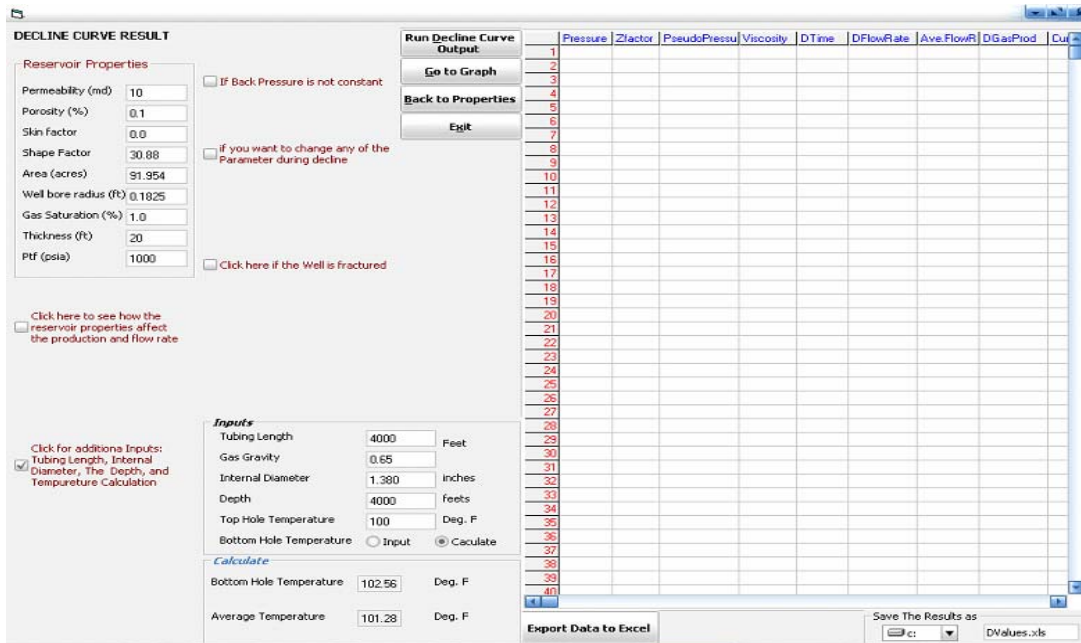 DECLINE CURVE RESULT
Reservoir Properties
Permeability (md) 10
Porosity (%) 0.1
Skin factor 0.0
Shape Factor 30.88
Area (acres) 91.954
Well bore radius (ft) 0.1825
Gas Saturation (%) 1.0
Thickness (ft) 20
Ptf (psia) 1000
If Back Pressure is not constant
if you want to change any of the
Parameter during decline
Click here if the Well is fractured
Run Decline Curve
Output
Go to Graph
Back to Properties
Exit
Click here to see how the
reservoir properties affect
the production and flow rate
Click for additiona Inputs:
Tubing Length, Internal
Diameter, The Depth, and
Tempureture Calculation
Inputs
Tubing Length 4000 Feet
Gas Gravity 0.65
Internal Diameter 1.380 inches
Depth 4000 feets
Top Hole Temperature 100 Deg. F
Bottom Hole Temperature Input Caculate
Calculate
Bottom Hole Temperature 102.56 Deg. F
Average Temperature 101.28 Deg. F
Pressure Zfactor PseudoPressu Viscosity DTime DFlowRate Ave.FlowR DGasProd Cur
1
2
3
4
5
6
7
8
9
10
11
12
13
14
15
16
17
18
19
20
21
22
23
24
25
26
27
28
29
30
31
32
33
34
35
36
37
38
39
40
Export Data to Excel
Save The Results as
c: DValues.xls